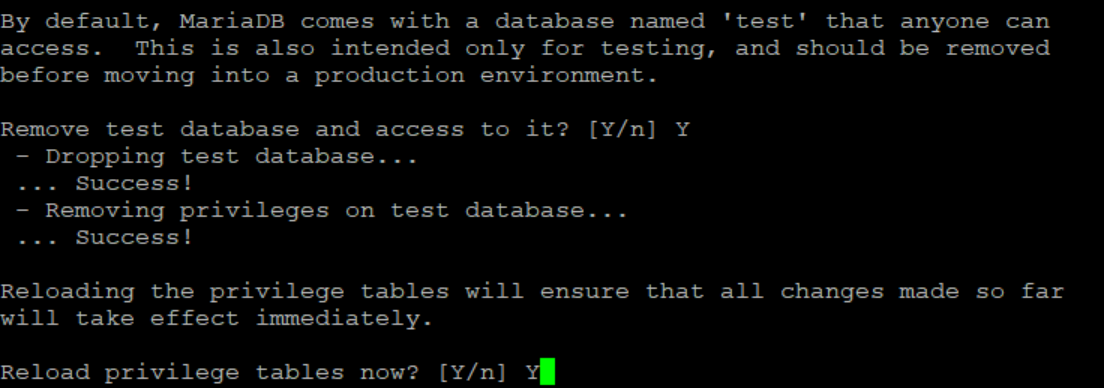 By default, MariaDB comes with a database named 'test' that anyone can
access.  This is also intended only for testing, and should be removed
before moving into a production environment.

Remove test database and access to it? [Y/n] Y
 - Dropping test database...
 ... Success!
 - Removing privileges on test database...
 ... Success!

Reloading the privilege tables will ensure that all changes made so far
will take effect immediately.

Reload privilege tables now? [Y/n] Y